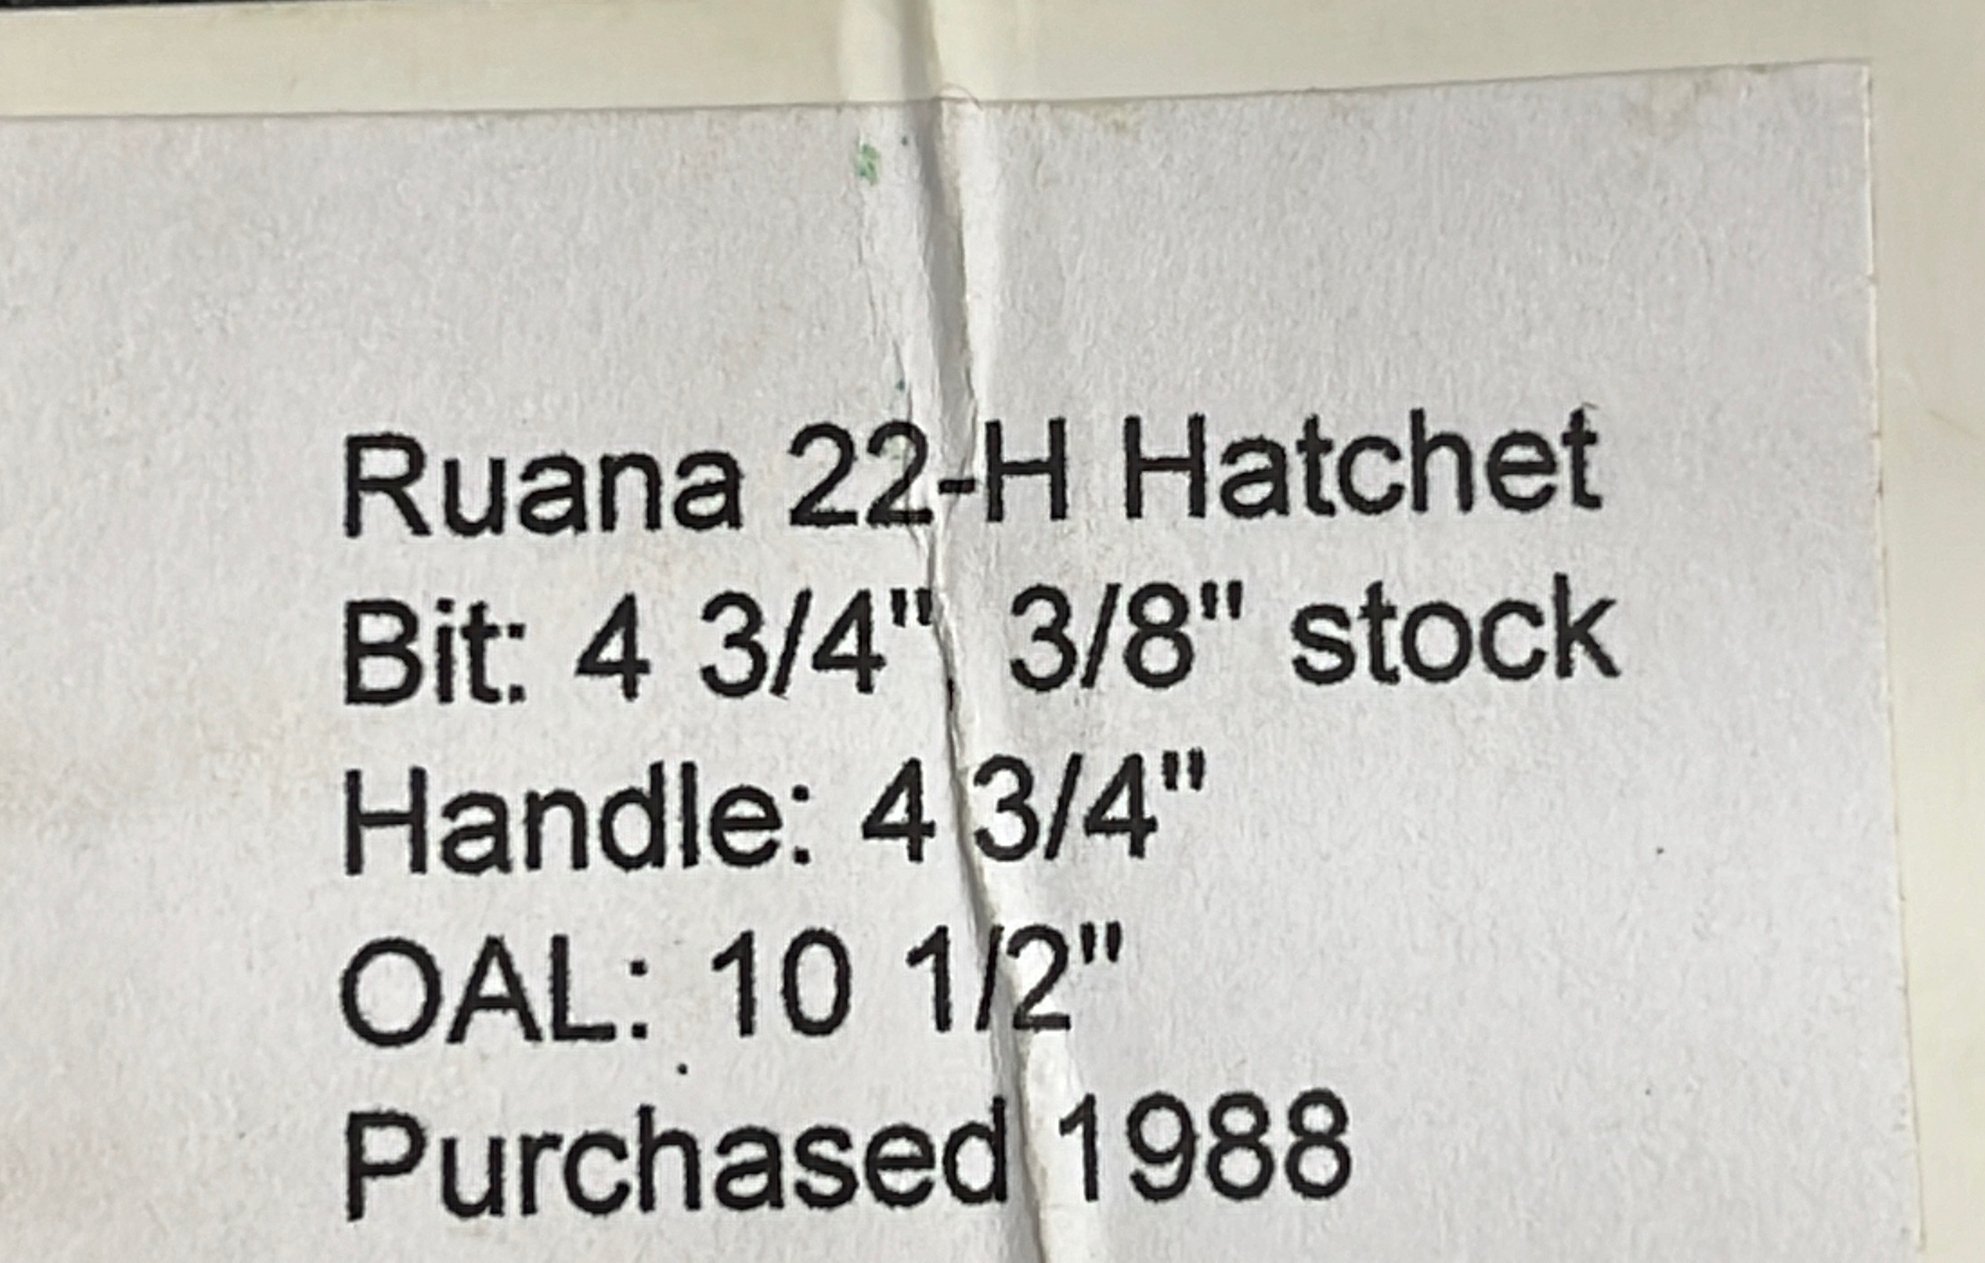 Ruana 22-H Hatchet
Bit: 4 3/4"  3/8" stock
Handle: 4 3/4"
OAL: 10 1/2"
Purchased 1988